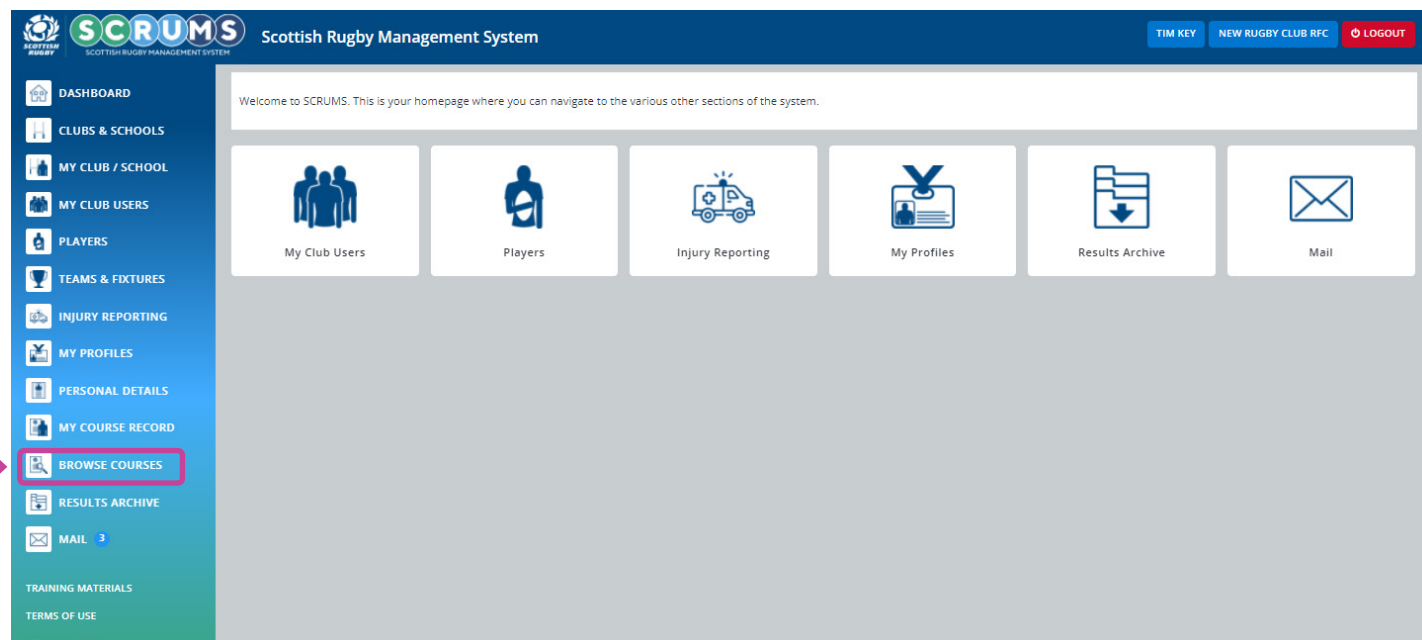 SCOTTISH RUGBY
SCRUMS
SCOTTISH RUGBY MANAGEMENT SYSTEM
Scottish Rugby Management System
TIM KEY
NEW RUGBY CLUB RFC
LOGOUT
DASHBOARD
CLUBS & SCHOOLS
MY CLUB / SCHOOL
MY CLUB USERS
PLAYERS
TEAMS & FIXTURES
INJURY REPORTING
MY PROFILES
PERSONAL DETAILS
MY COURSE RECORD
BROWSE COURSES
RESULTS ARCHIVE
MAIL 3
TRAINING MATERIALS
TERMS OF USE
Welcome to SCRUMS. This is your homepage where you can navigate to the various other sections of the system.
My Club Users
Players
Injury Reporting
My Profiles
Results Archive
Mail